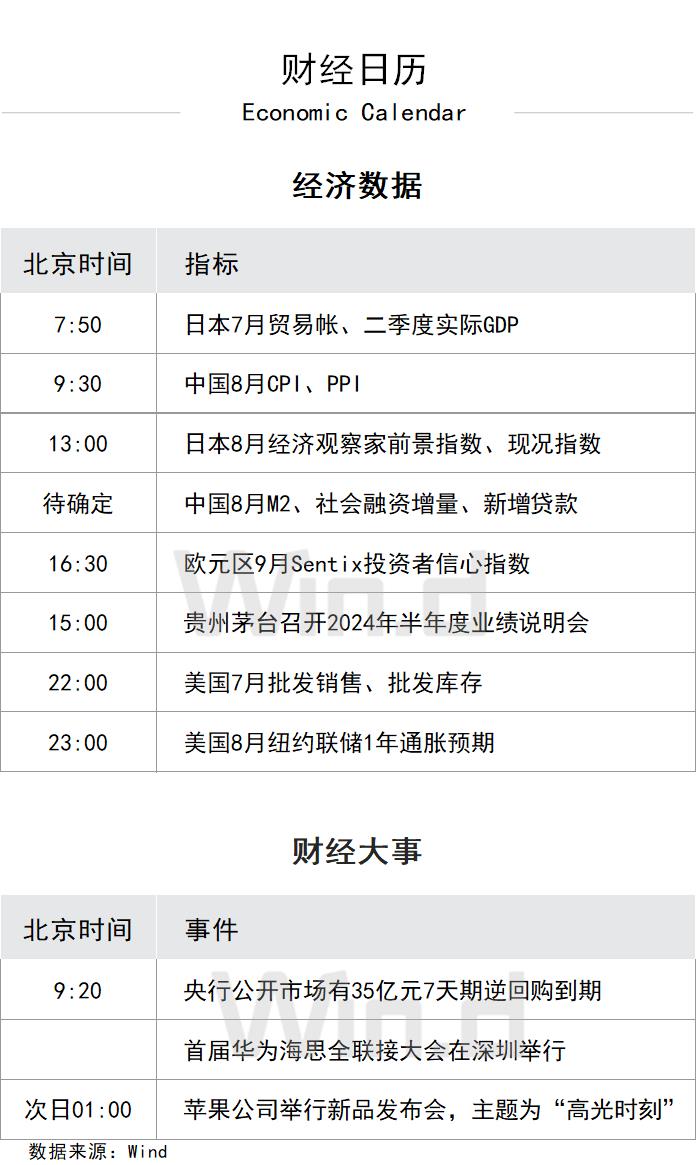 财经日历
Economic Calendar
经济数据
北京时间 指标
7:50 日本7月贸易帐、二季度实际GDP
9:30 中国8月CPI、PPI
13:00 日本8月经济观察家前景指数、现况指数
待确定 中国8月M2、社会融资增量、新增贷款
16:30 欧元区9月Sentix投资者信心指数
15:00 贵州茅台召开2024年半年度业绩说明会
22:00 美国7月批发销售、批发库存
23:00 美国8月纽约联储1年通胀预期
Win.d
财经大事
北京时间 事件
9:20 央行公开市场有35亿元7天期逆回购到期
首届华为海思全联接大会在深圳举行
次日01:00 苹果公司举行新品发布会，主题为“高光时刻”
Win.d
数据来源：Wind